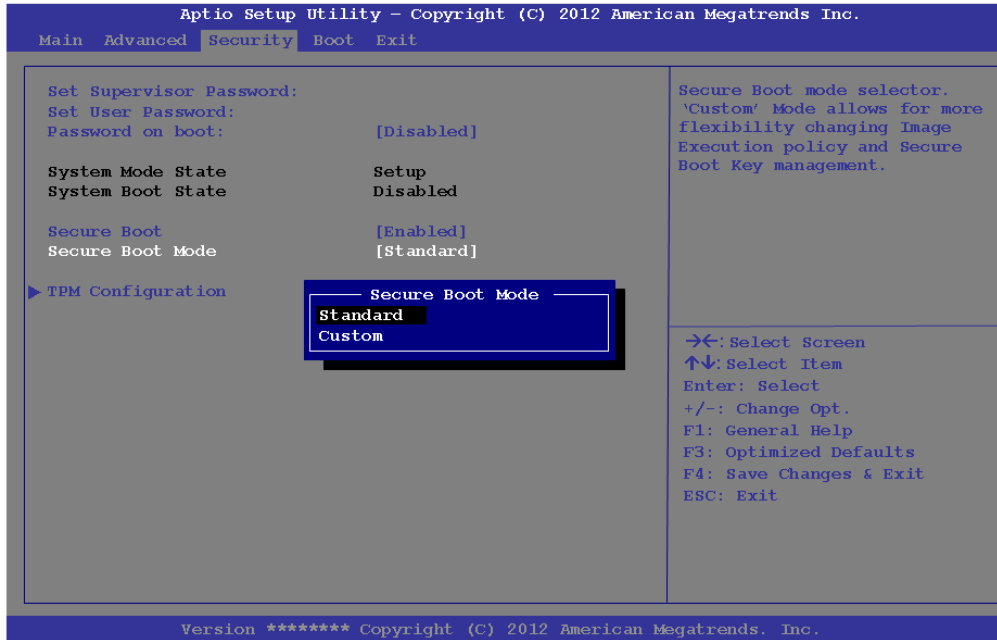 Aptio Setup Utility – Copyright (C) 2012 American Megatrends Inc.
Main Advanced Security Boot Exit
Set Supervisor Password:
Set User Password:
Password on boot: [Disabled]
System Mode State Setup
System Boot State Disabled
Secure Boot [Enabled]
Secure Boot Mode [Standard]
TPM Configuration
Secure Boot Mode
Standard
Custom
Secure Boot mode selector.
‘Custom’ Mode allows for more
flexibility changing Image
Execution policy and Secure
Boot Key management.
→←: Select Screen
↑↓: Select Item
Enter: Select
+/-: Change Opt.
F1: General Help
F3: Optimized Defaults
F4: Save Changes & Exit
ESC: Exit
Version ******** Copyright (C) 2012 American Megatrends. Inc.